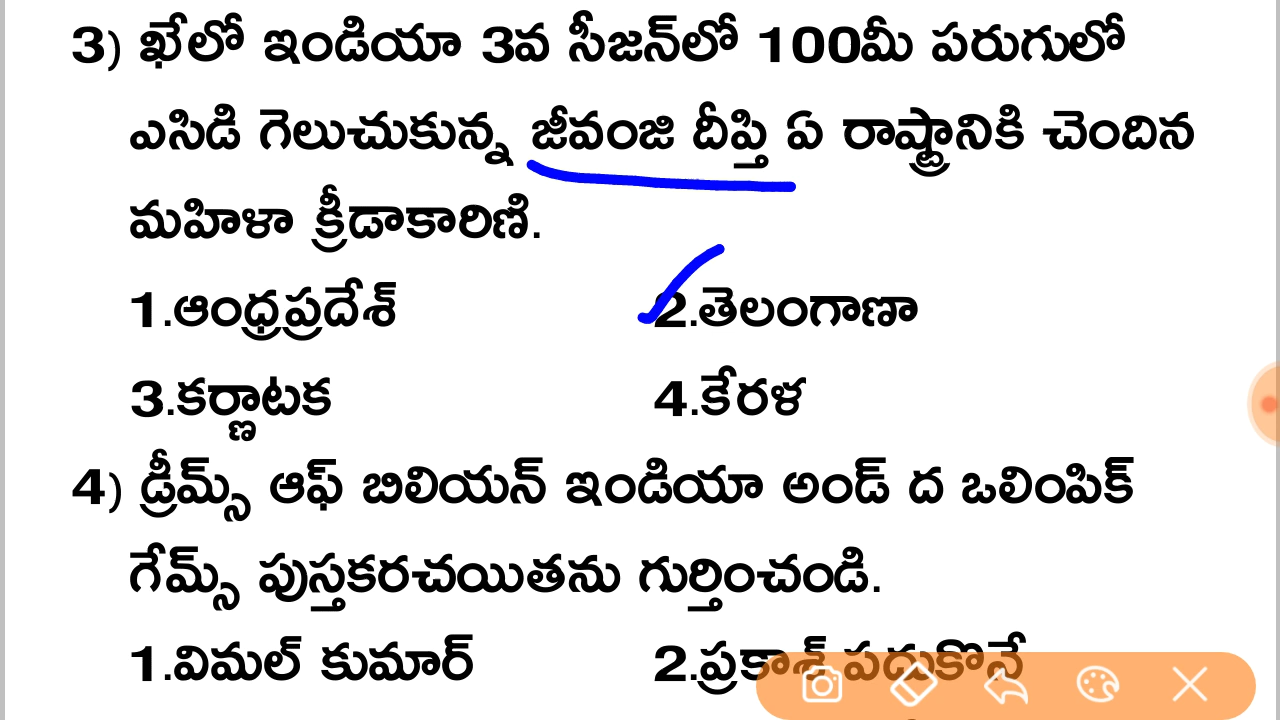 3) ఖేలో ఇండియా 3వ సీజన్‌లో 100మీ పరుగులో
ఎసిడి గెలుచుకున్న జీవంజి దీప్తి ఏ రాష్ట్రానికి చెందిన
మహిళా క్రీడాకారిణి.
1.ఆంధ్రప్రదేశ్ 2.తెలంగాణా
3.కర్ణాటక 4.కేరళ
4) డ్రీమ్స్ ఆఫ్ బిలియన్ ఇండియా అండ్ ద ఒలింపిక్
గేమ్స్ పుస్తకరచయితను గుర్తించండి.
1.విమల్ కుమార్ 2.ప్రకాశ్ పదుకొనే